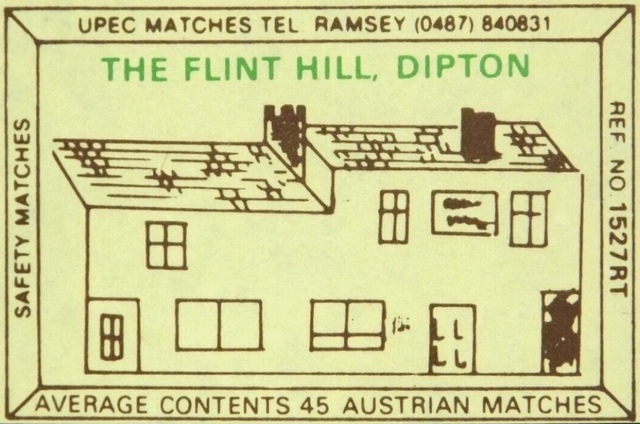 UPEC MATCHES TEL RAMSEY (0487) 840831
THE FLINT HILL, DIPTON
SAFETY MATCHES
REF. NO. 1527RT
AVERAGE CONTENTS 45 AUSTRIAN MATCHES